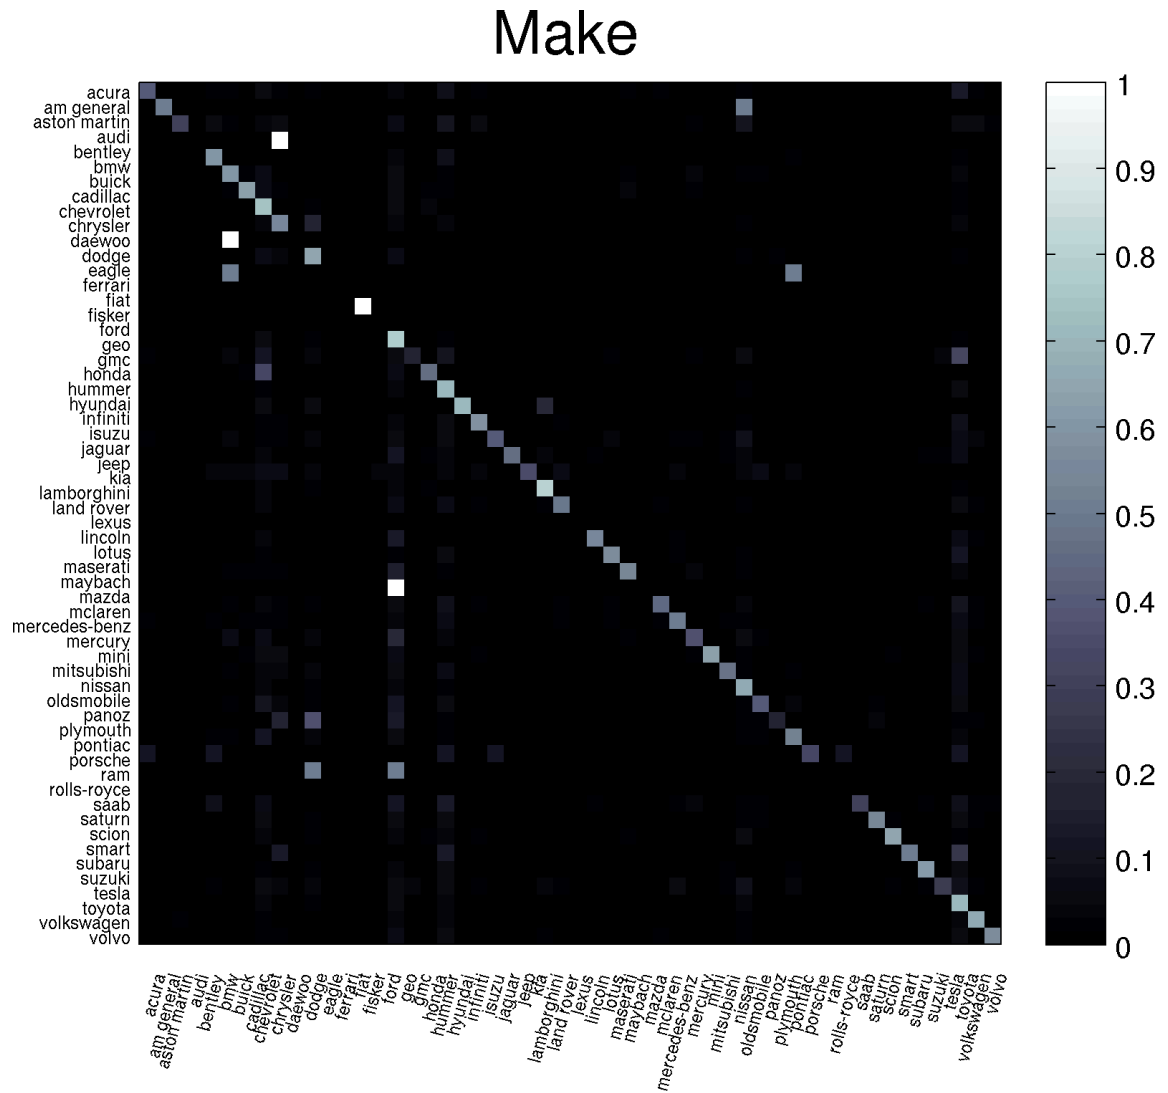 Make
acura
am general
aston martin
audi
bentley
bmw
buick
cadillac
chevrolet
chrysler
daewoo
dodge
eagle
ferrari
fiat
fisker
ford
geo
gmc
honda
hummer
hyundai
infiniti
isuzu
jaguar
jeep
kia
lamborghini
land rover
lexus
lincoln
lotus
maserati
maybach
mazda
mclaren
mercedes-benz
mercury
mini
mitsubishi
nissan
oldsmobile
panoz
plymouth
pontiac
porsche
ram
rolls-royce
saab
saturn
scion
smart
subaru
suzuki
tesla
toyota
volkswagen
volvo
1
0.9
0.8
0.7
0.6
0.5
0.4
0.3
0.2
0.1
0
acura
am general
aston martin
audi
bentley
bmw
buick
cadillac
chevrolet
chrysler
daewoo
dodge
eagle
ferrari
fiat
fisker
ford
geo
gmc
honda
hummer
hyundai
infiniti
isuzu
jaguar
jeep
kia
lamborghini
land rover
lexus
lincoln
lotus
maserati
maybach
mazda
mclaren
mercedes-benz
mercury
mini
mitsubishi
nissan
oldsmobile
panoz
plymouth
pontiac
porsche
ram
rolls-royce
saab
saturn
scion
smart
subaru
suzuki
tesla
toyota
volkswagen
volvo